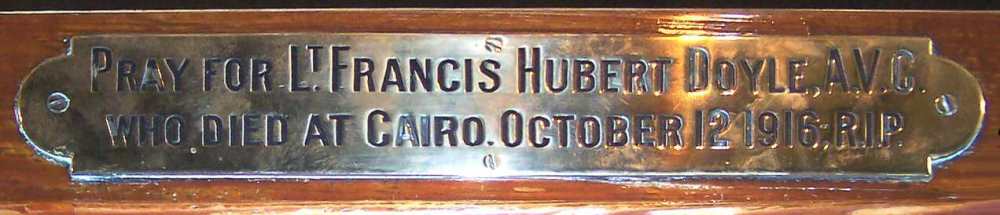 PRAY FOR LT. FRANCIS HUBERT DOYLE, A.V.C.
WHO DIED AT CAIRO. OCTOBER 12 1916; R.I.P.